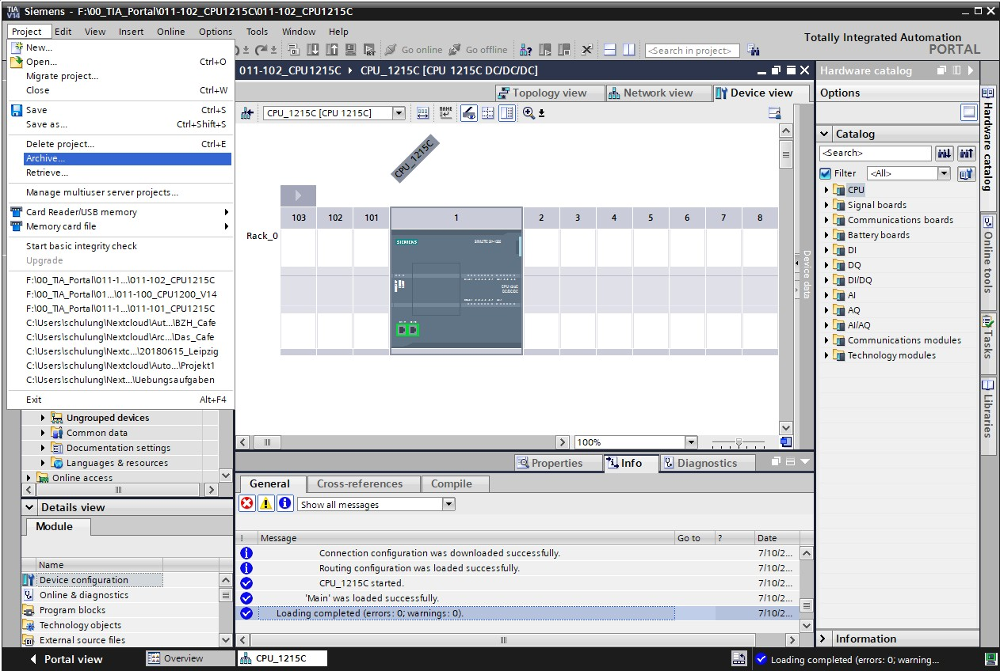 TIA V14 Siemens - F:\00_TIA_Portal\011-102_CPU1215C\011-102_CPU1215C
Project Edit View Insert Online Options Tools Window Help
Totally Integrated Automation
PORTAL
Go online Go offline <Search in project>
New...
Open... Ctrl+O
Migrate project...
Close Ctrl+W
Save Ctrl+S
Save as... Ctrl+Shift+S
Delete project... Ctrl+E
Archive...
Retrieve...
Manage multiuser server projects...
Card Reader/USB memory
Memory card file
Start basic integrity check
Upgrade
F:\00_TIA_Portal\011-1...\011-102_CPU1215C
F:\00_TIA_Portal\01...\011-100_CPU1200_V14
F:\00_TIA_Portal\011-1...\011-101_CPU1215C
C:\Users\schulung\Nextcloud\Aut...\BZH_Cafe
C:\Users\schulung\Nextcloud\Arc...\Das_Cafe
C:\Users\schulung\Nextc...\20180615_Leipzig
C:\Users\schulung\Nextcloud\Auto...\Projekt1
C:\Users\schulung\Next...\Uebungsaufgaben
Exit Alt+F4
Ungrouped devices
Common data
Documentation settings
Languages & resources
Online access
Details view
Module
Name
Device configuration
Online & diagnostics
Program blocks
Technology objects
External source files
011-102_CPU1215C CPU_1215C [CPU 1215C DC/DC/DC]
Topology view Network view Device view
CPU_1215C [CPU 1215C]
NAME
CPU_1215C
103 102 101 1 2 3 4 5 6 7 8
Rack_0
SIEMENS
CPU 1215C
DC/DC/DC
Device data
100%
Properties Info Diagnostics
General Cross-references Compile
Show all messages
! Message Go to ? Date
Connection configuration was downloaded successfully. 7/10/2...
Routing configuration was loaded successfully. 7/10/2...
CPU_1215C started. 7/10/2...
'Main' was loaded successfully. 7/10/2...
Loading completed (errors: 0; warnings: 0). 7/10/2...
Hardware catalog
Options
Catalog
<Search>
Filter <All>
CPU
Signal boards
Communications boards
Battery boards
DI
DQ
DI/DQ
AI
AQ
AI/AQ
Communications modules
Technology modules
Information
Hardware catalog
Online tools
Tasks
Libraries
Portal view Overview CPU_1215C Loading completed (errors: 0; warning...